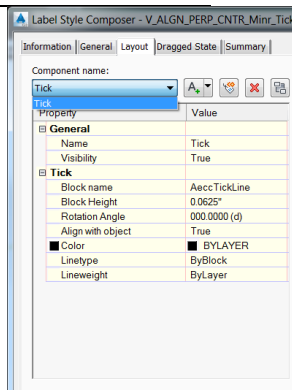 Label Style Composer - V_ALGN_PERP_CNTR_Minr_Tick
Information General Layout Dragged State Summary
Component name:
Tick
Tick
Property Value
General
Name Tick
Visibility True
Tick
Block name AeccTickLine
Block Height 0.0625"
Rotation Angle 000.0000 (d)
Align with object True
Color BYLAYER
Linetype ByBlock
Lineweight ByLayer